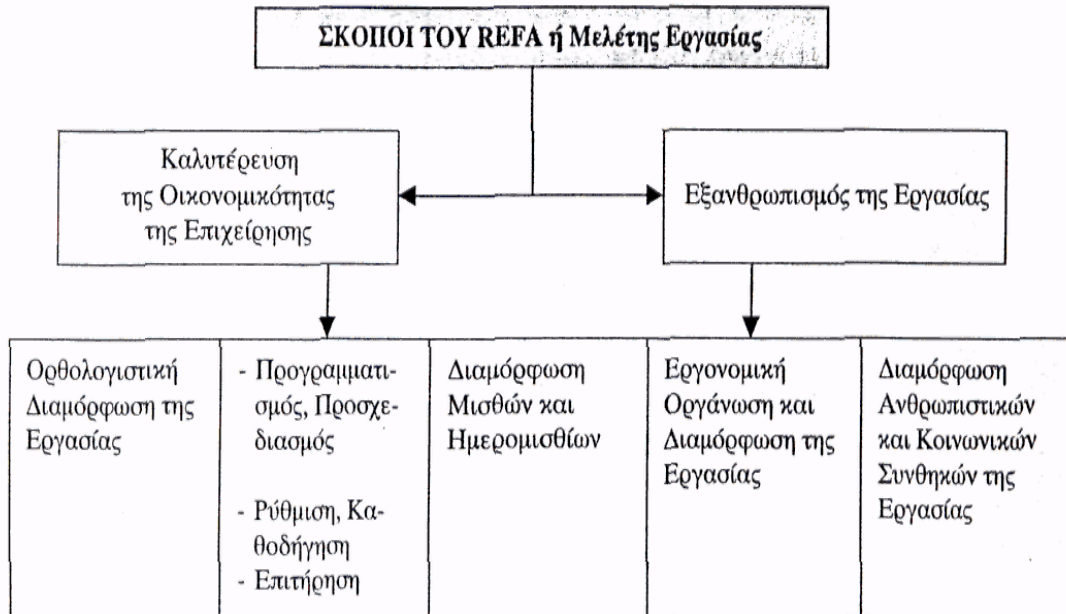 ΣΚΟΠΟΙ ΤΟΥ REFA ή Μελέτης Εργασίας
Καλυτέρευση
της Οικονομικότητας
της Επιχείρησης
Εξανθρωπισμός της Εργασίας
Ορθολογιστική
Διαμόρφωση της
Εργασίας
- Προγραμματι-
σμός, Προσχε-
διασμός
- Ρύθμιση, Κα-
θοδήγηση
- Επιτήρηση
Διαμόρφωση
Μισθών και
Ημερομισθίων
Εργονομική
Οργάνωση και
Διαμόρφωση της
Εργασίας
Διαμόρφωση
Ανθρωπιστικών
και Κοινωνικών
Συνθηκών της
Εργασίας